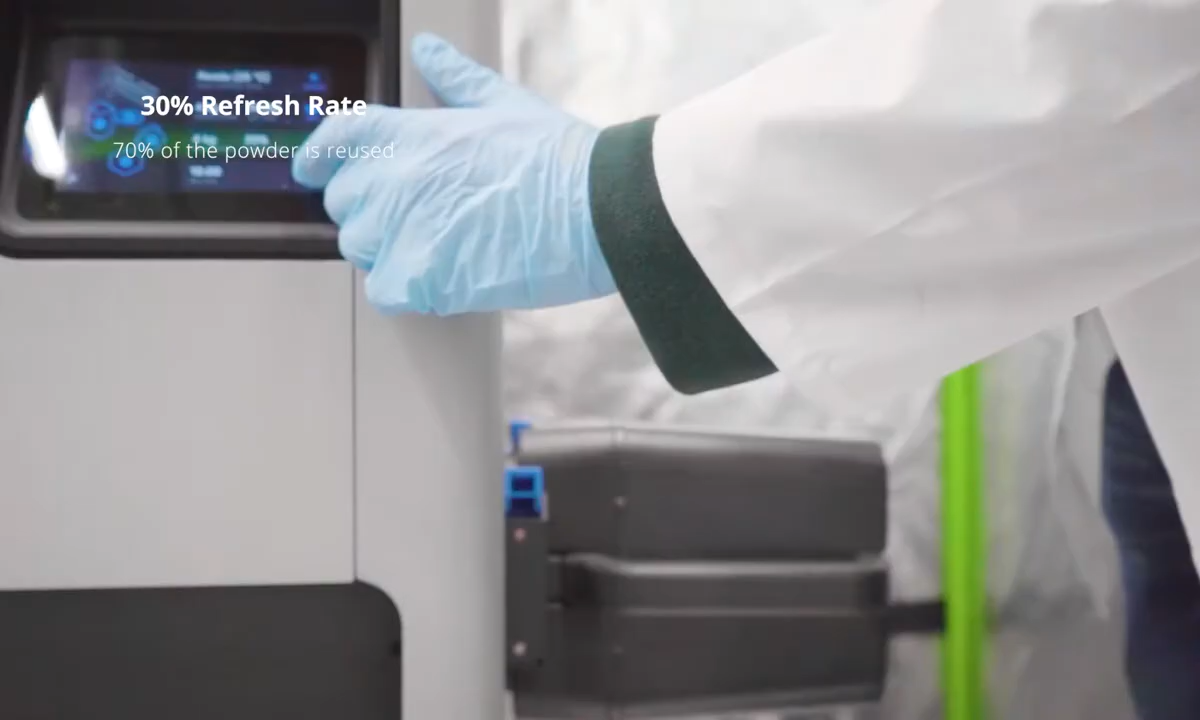 30% Refresh Rate
70% of the powder is reused